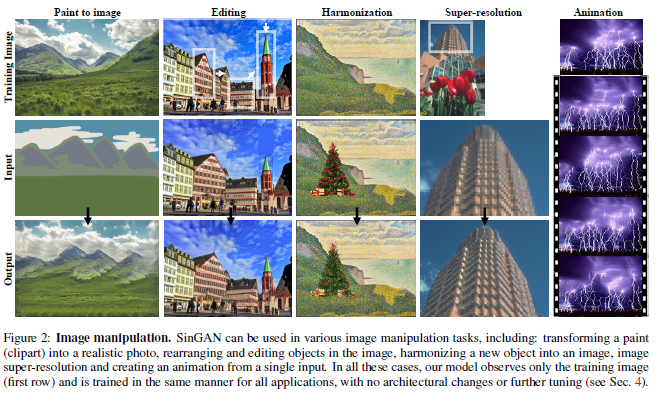 Paint to image Editing Harmonization Super-resolution Animation
Training Image
Input
Output
Figure 2: Image manipulation. SinGAN can be used in various image manipulation tasks, including: transforming a paint
(clipart) into a realistic photo, rearranging and editing objects in the image, harmonizing a new object into an image, image
super-resolution and creating an animation from a single input. In all these cases, our model observes only the training image
(first row) and is trained in the same manner for all applications, with no architectural changes or further tuning (see Sec. 4).